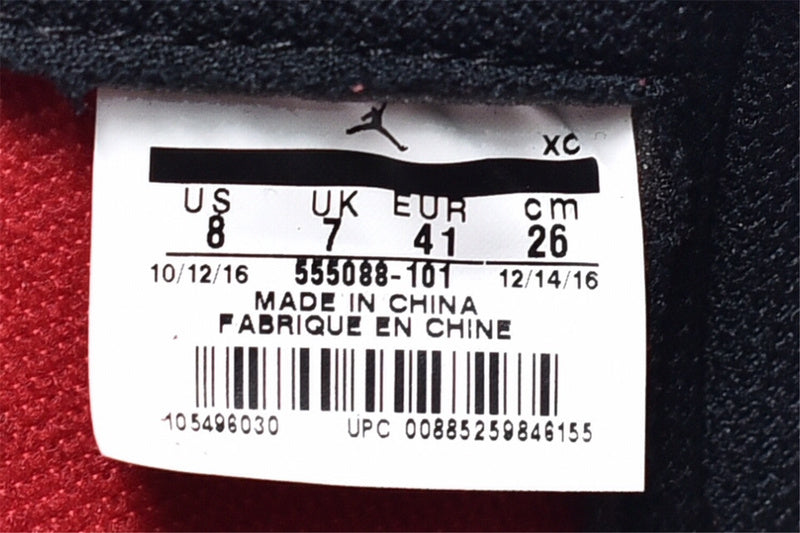 XC
US UK EUR cm
8 7 41 26
10/12/16 555088-101 12/14/16
MADE IN CHINA
FABRIQUE EN CHINE
105496030 UPC 00885259846155